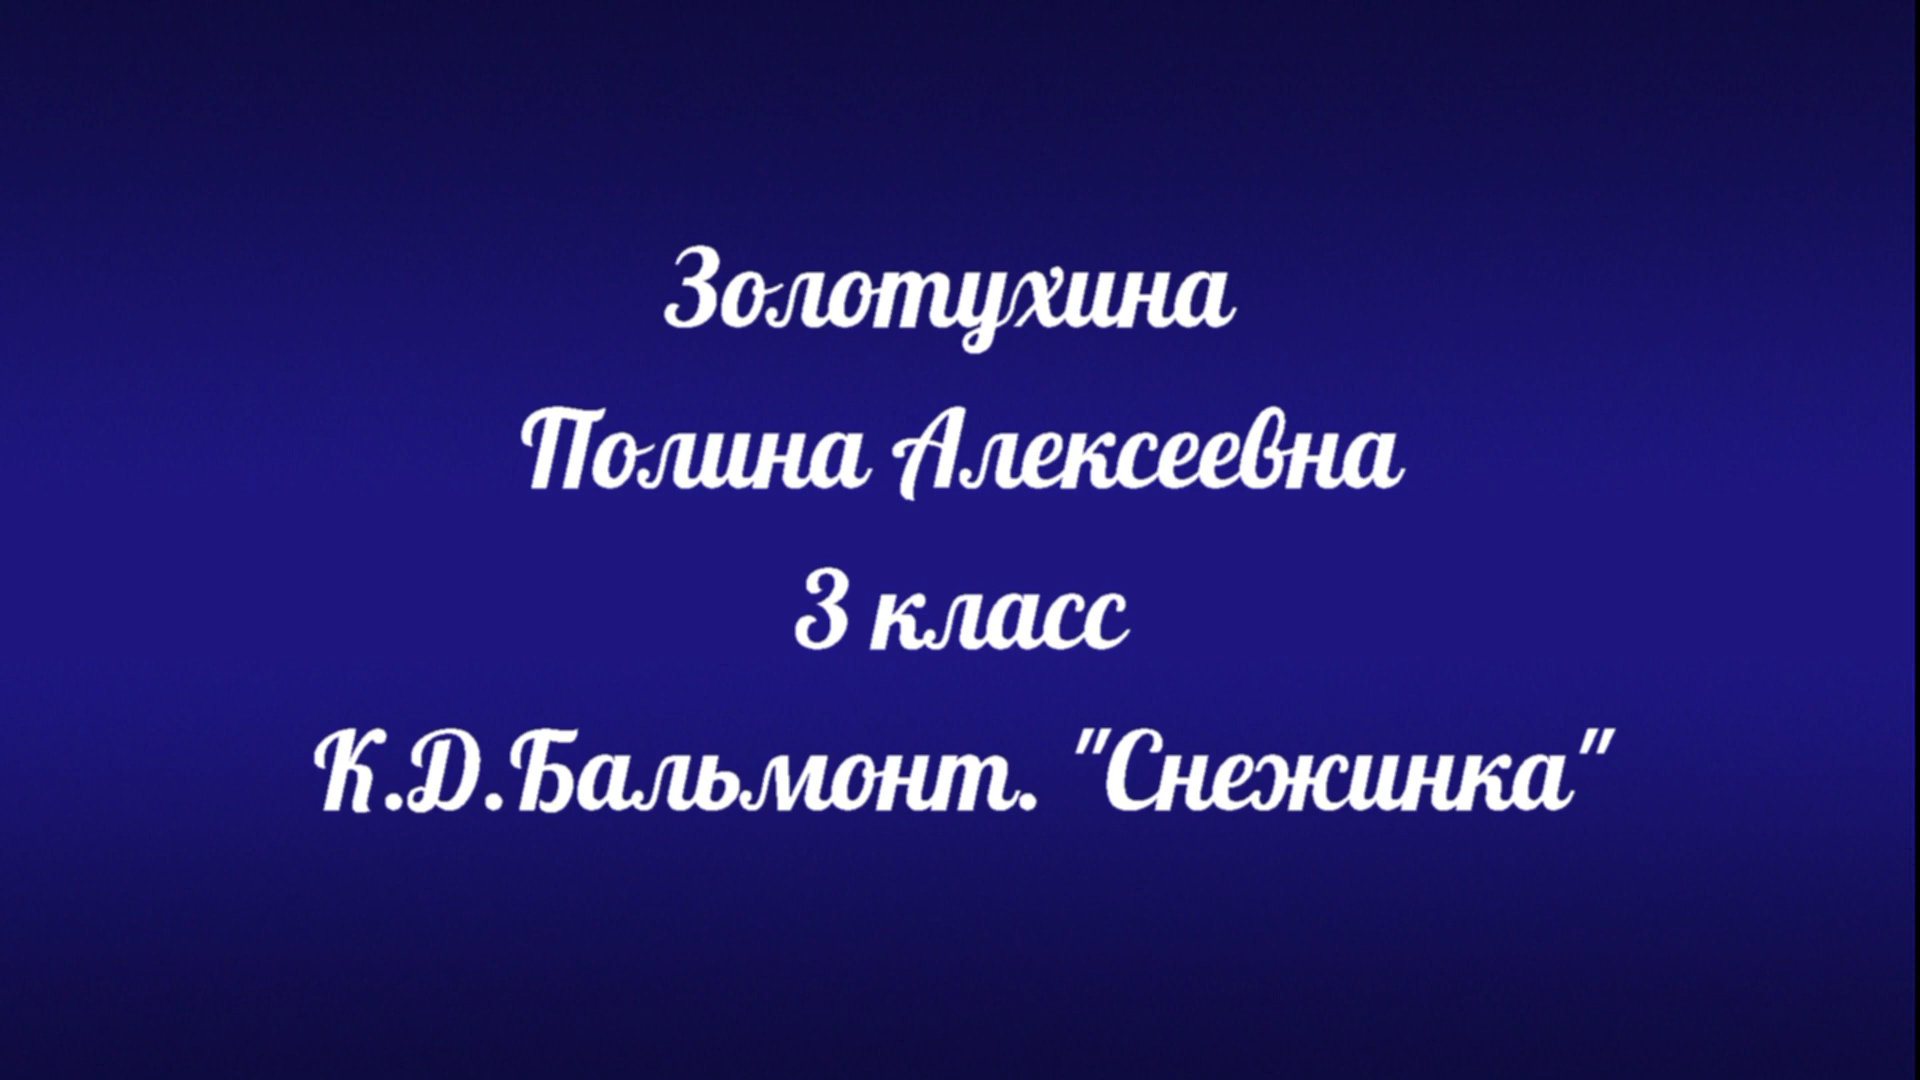 Золотухина
Полина Алексеевна
3 класс
К.Д.Бальмонт. "Снежинка"